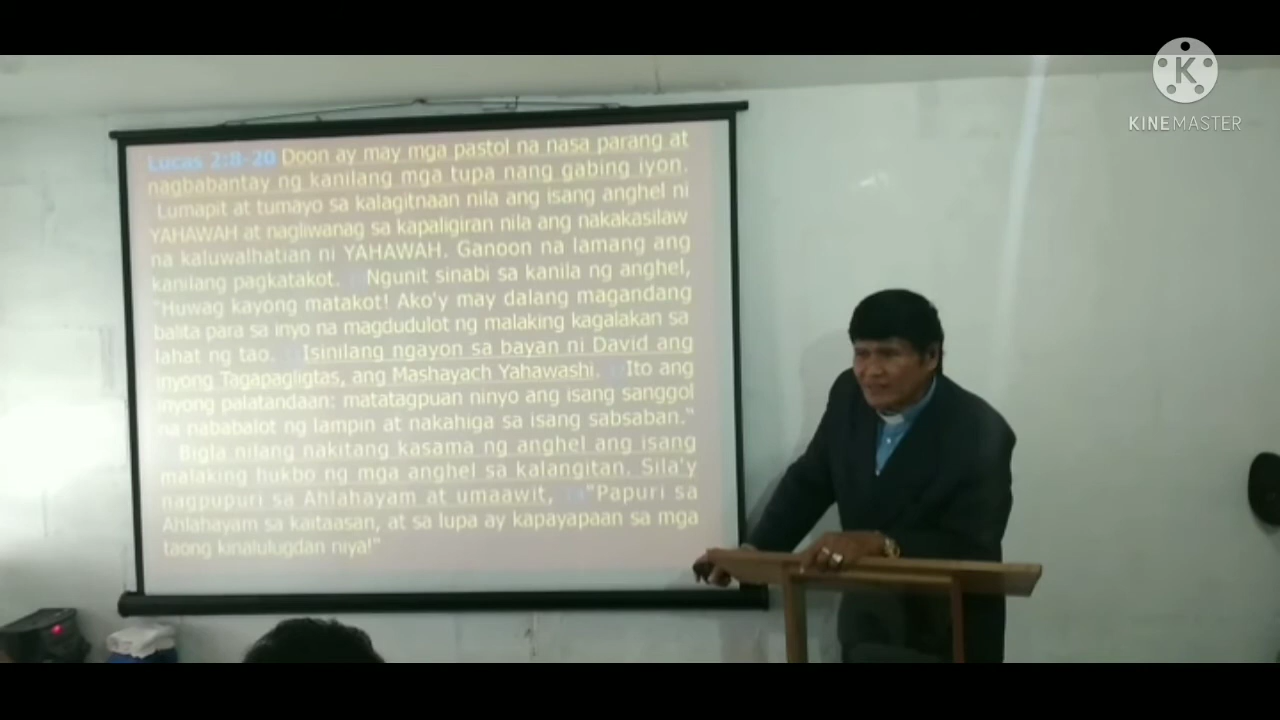 Lucas 2:8-20 Doon ay may mga pastol na nasa parang at
nagbabantay ng kanilang mga tupa nang gabing iyon.
Lumapit at tumayo sa kalagitnaan nila ang isang anghel ni
YAHAWAH at nagliwanag sa kapaligiran nila ang nakakasilaw
na kaluwalhatian ni YAHAWAH. Ganoon na lamang ang
kanilang pagkatakot. Ngunit sinabi sa kanila ng anghel,
"Huwag kayong matakot! Ako'y may dalang magandang
balita para sa inyo na magdudulot ng malaking kagalakan sa
lahat ng tao. Isinilang ngayon sa bayan ni David ang
inyong Tagapagligtas, ang Mashayach Yahawashi. Ito ang
inyong palatandaan: matatagpuan ninyo ang isang sanggol
na nababalot ng lampin at nakahiga sa isang sabsaban."
Bigla nilang nakitang kasama ng anghel ang isang
malaking hukbo ng mga anghel sa kalangitan. Sila'y
nagpupuri sa Ahlahayam at umaawit, "Papuri sa
Ahlahayam sa kaitaasan, at sa lupa ay kapayapaan sa mga
taong kinalulugdan niya!"
K
KINEMASTER